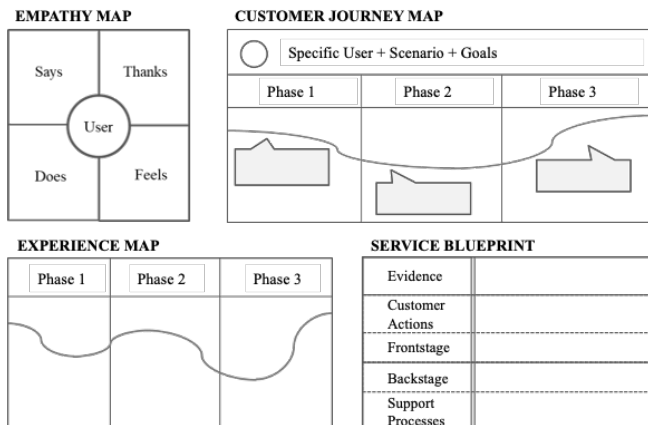 EMPATHY MAP
Says
Thanks
User
Does
Feels
CUSTOMER JOURNEY MAP
Specific User + Scenario + Goals
Phase 1
Phase 2
Phase 3
EXPERIENCE MAP
Phase 1
Phase 2
Phase 3
SERVICE BLUEPRINT
Evidence
Customer
Actions
Frontstage
Backstage
Support
Processes